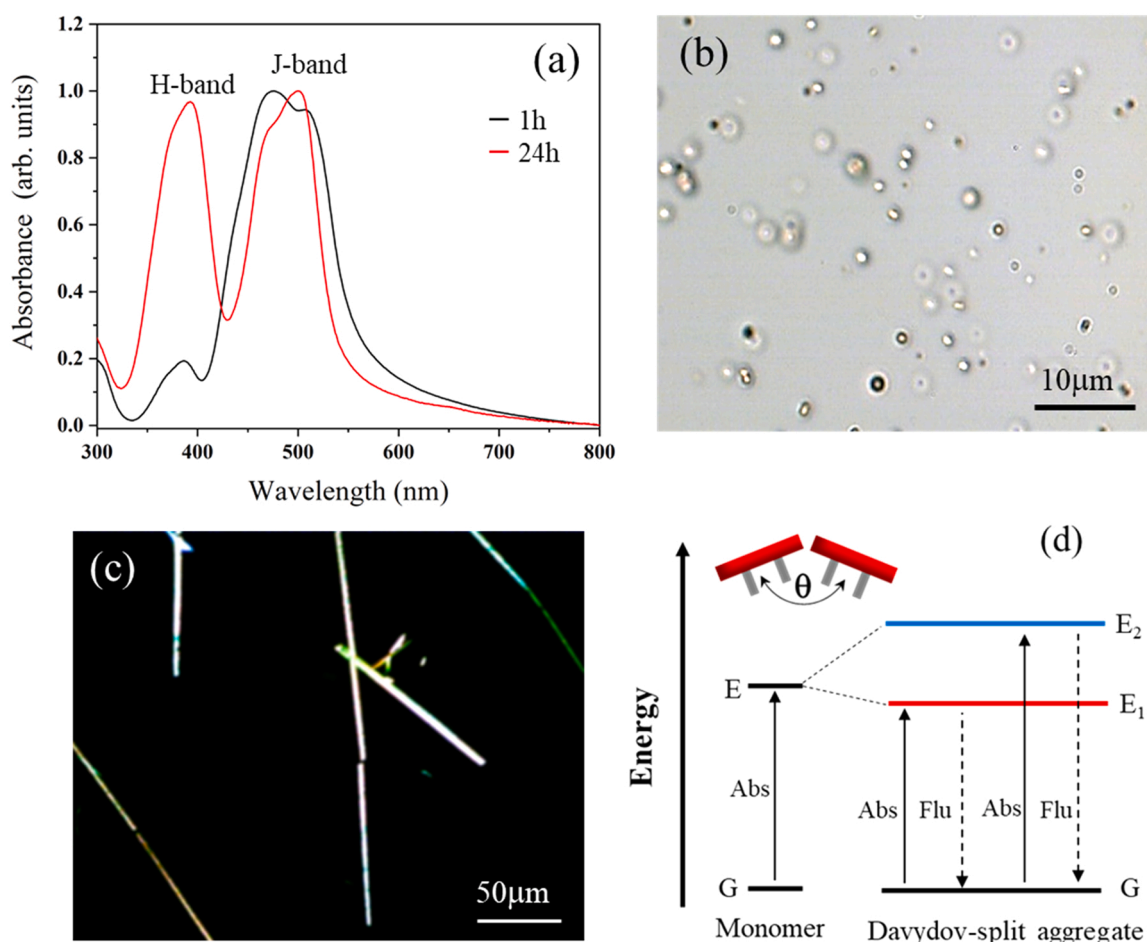 (a)
H-band
J-band
1h
24h
1.2
1.0
0.8
0.6
0.4
0.2
0.0
300 400 500 600 700 800
Absorbance (arb. units)
Wavelength (nm)
(b)
10μm
(c)
50μm
(d)
θ
Energy
E
E₂
E₁
Abs
Abs
Flu
Abs
Flu
G
G
Monomer
Davydov-split aggregate